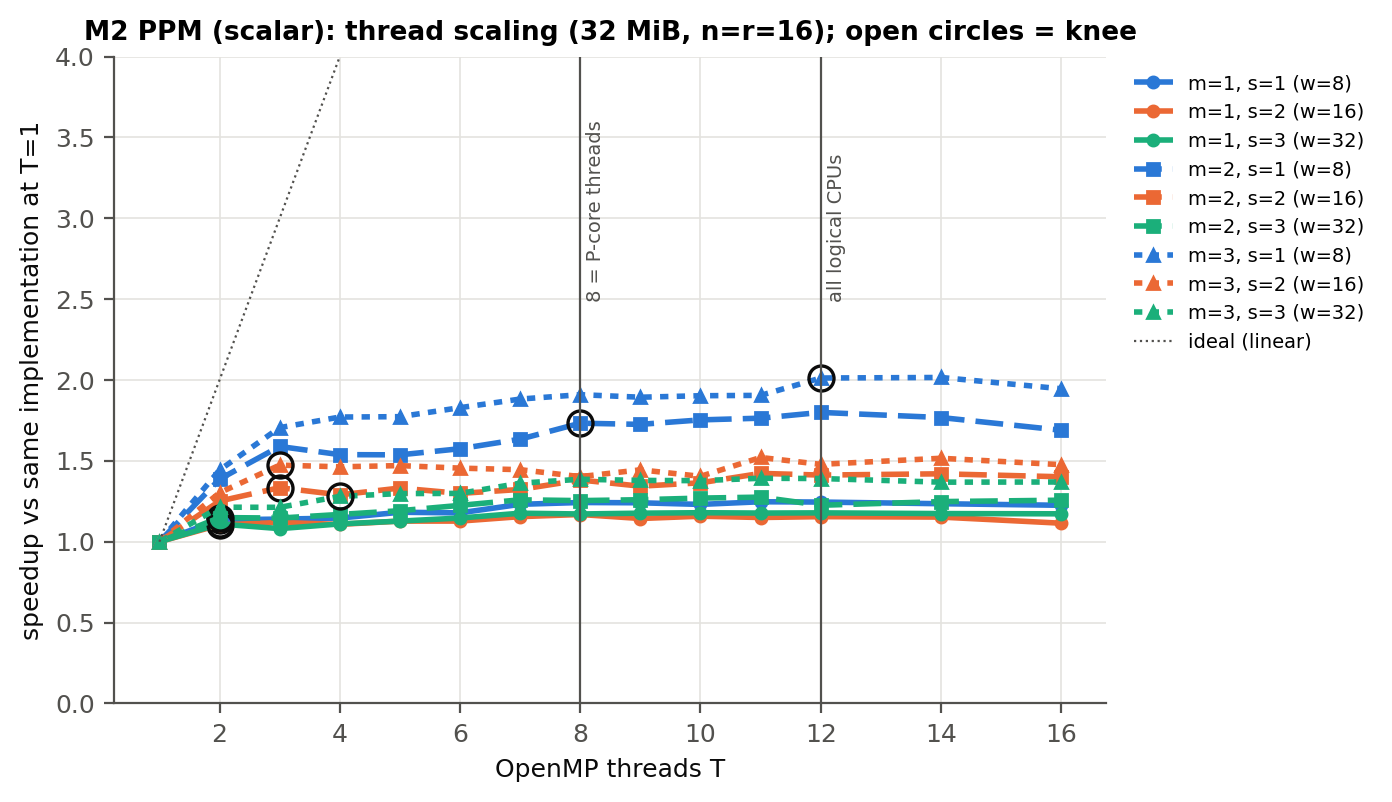 M2 PPM (scalar): thread scaling (32 MiB, n=r=16); open circles = knee
speedup vs same implementation at T=1
4.0
3.5
3.0
2.5
2.0
1.5
1.0
0.5
0.0
8 = P-core threads
all logical CPUs
2
4
6
8
10
12
14
16
OpenMP threads T
m=1, s=1 (w=8)
m=1, s=2 (w=16)
m=1, s=3 (w=32)
m=2, s=1 (w=8)
m=2, s=2 (w=16)
m=2, s=3 (w=32)
m=3, s=1 (w=8)
m=3, s=2 (w=16)
m=3, s=3 (w=32)
ideal (linear)